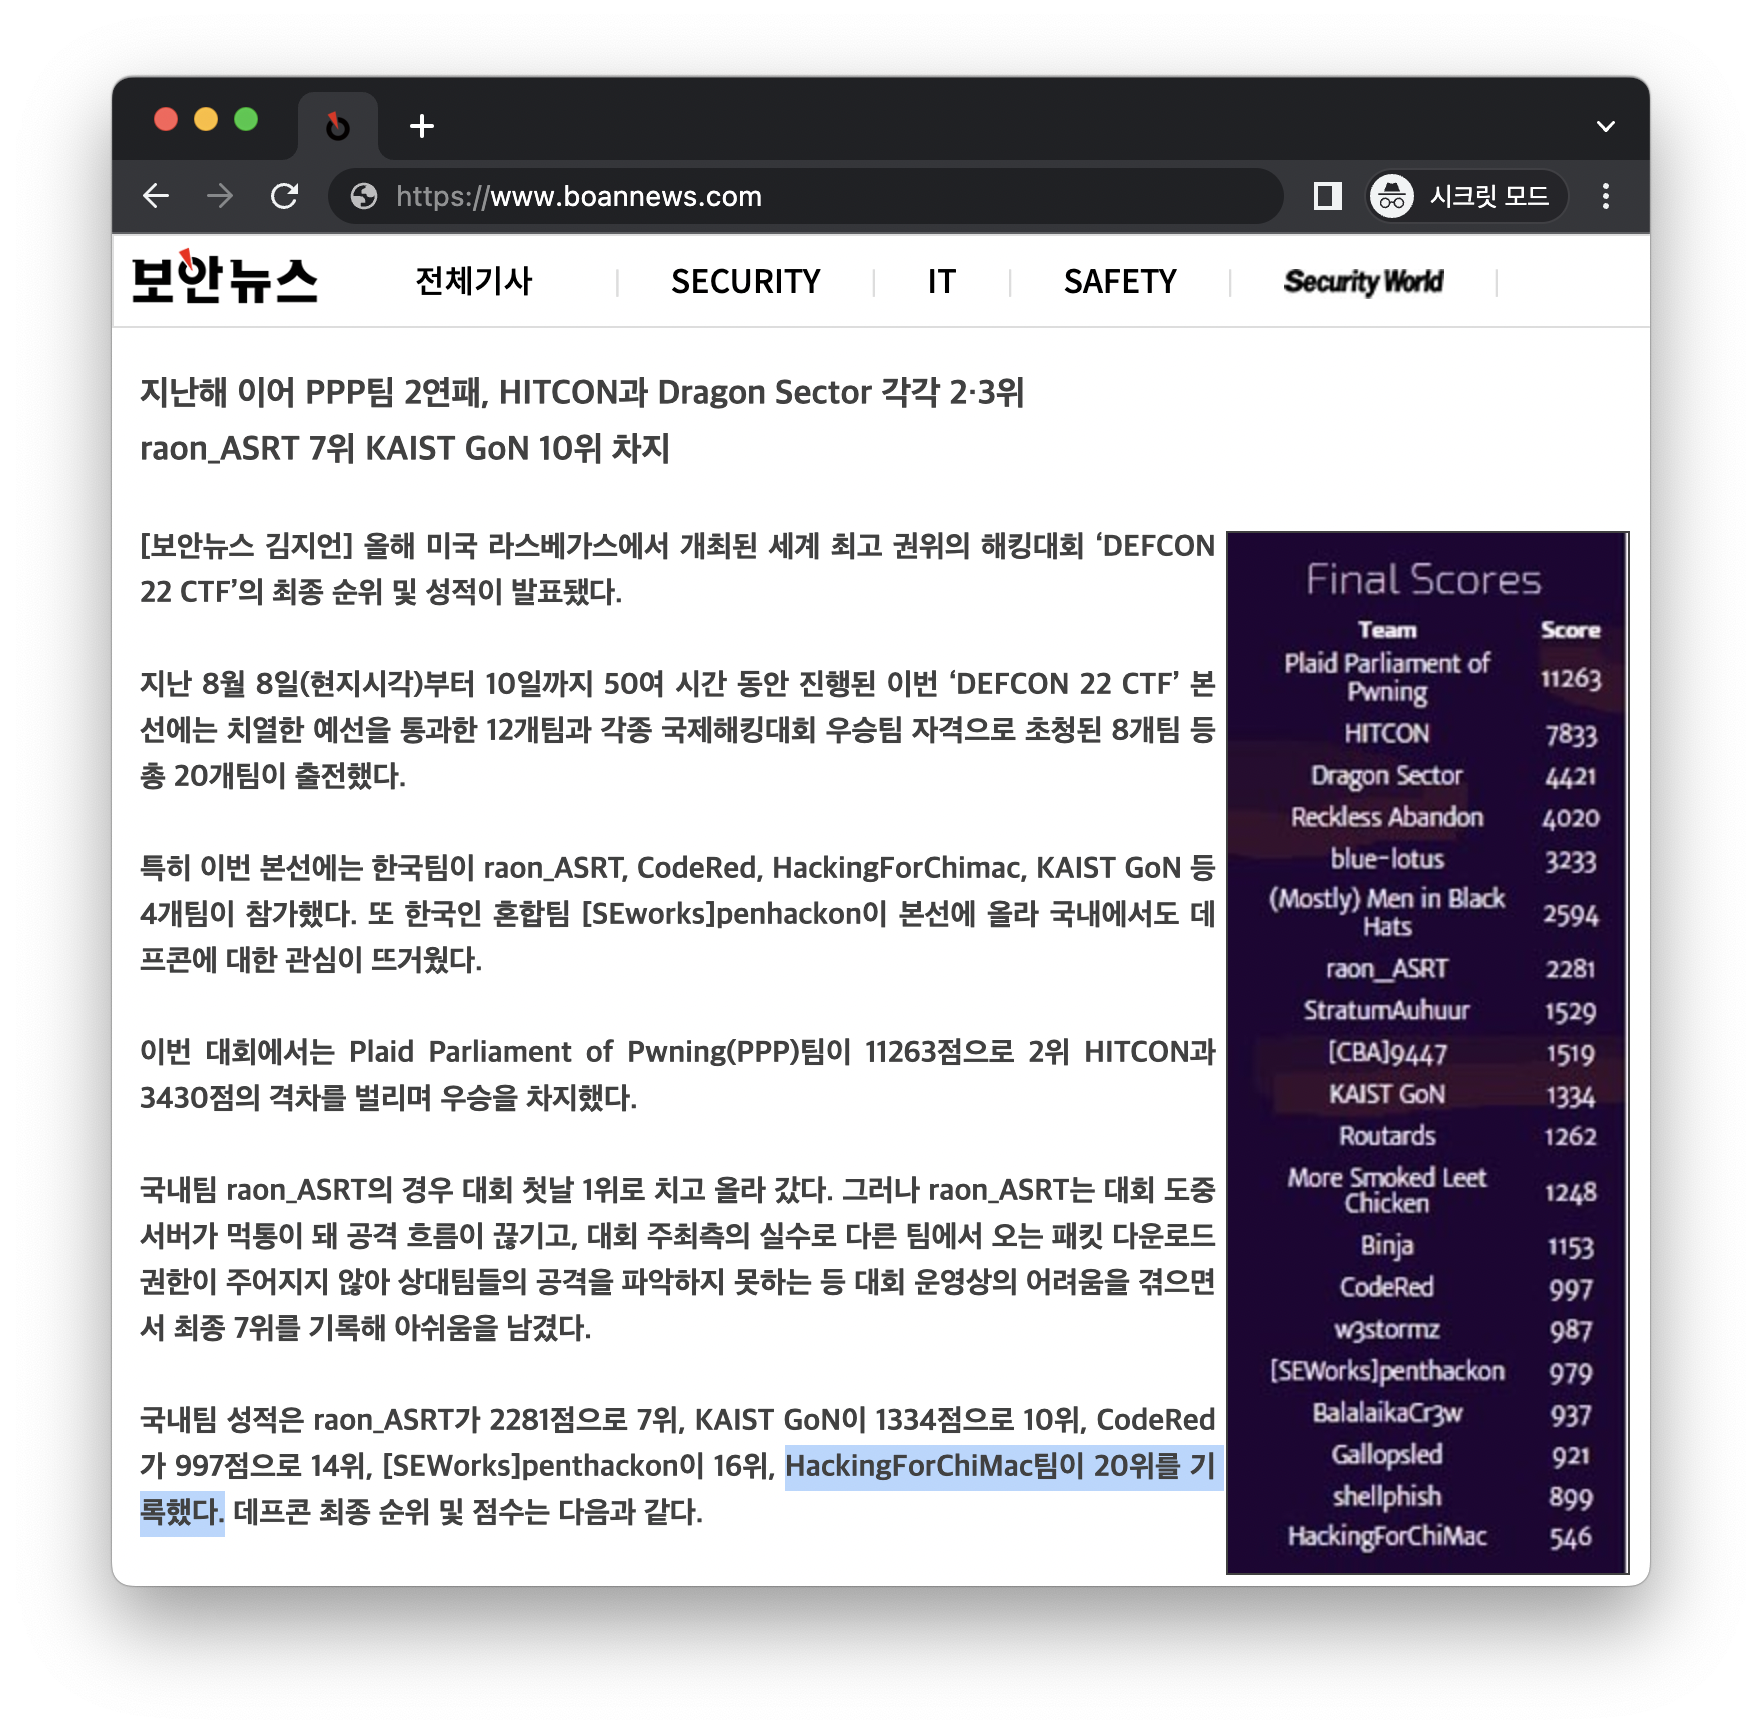 https://www.boannews.com
시크릿 모드
보안뉴스 전체기사 SECURITY IT SAFETY Security World
지난해 이어 PPP팀 2연패, HITCON과 Dragon Sector 각각 2·3위
raon_ASRT 7위 KAIST GoN 10위 차지
[보안뉴스 김지언] 올해 미국 라스베가스에서 개최된 세계 최고 권위의 해킹대회 ‘DEFCON
22 CTF’의 최종 순위 및 성적이 발표됐다.
지난 8월 8일(현지시각)부터 10일까지 50여 시간 동안 진행된 이번 ‘DEFCON 22 CTF’ 본
선에는 치열한 예선을 통과한 12개팀과 각종 국제해킹대회 우승팀 자격으로 초청된 8개팀 등
총 20개팀이 출전했다.
특히 이번 본선에는 한국팀이 raon_ASRT, CodeRed, HackingForChimac, KAIST GoN 등
4개팀이 참가했다. 또 한국인 혼합팀 [SEworks]penhackon이 본선에 올라 국내에서도 데
프콘에 대한 관심이 뜨거웠다.
이번 대회에서는 Plaid Parliament of Pwning(PPP)팀이 11263점으로 2위 HITCON과
3430점의 격차를 벌리며 우승을 차지했다.
국내팀 raon_ASRT의 경우 대회 첫날 1위로 치고 올라 갔다. 그러나 raon_ASRT는 대회 도중
서버가 먹통이 돼 공격 흐름이 끊기고, 대회 주최측의 실수로 다른 팀에서 오는 패킷 다운로드
권한이 주어지지 않아 상대팀들의 공격을 파악하지 못하는 등 대회 운영상의 어려움을 겪으면
서 최종 7위를 기록해 아쉬움을 남겼다.
국내팀 성적은 raon_ASRT가 2281점으로 7위, KAIST GoN이 1334점으로 10위, CodeRed
가 997점으로 14위, [SEWorks]penthackon이 16위, HackingForChiMac팀이 20위를 기
록했다. 데프콘 최종 순위 및 점수는 다음과 같다.
Final Scores
Team Score
Plaid Parliament of
Pwning 11263
HITCON 7833
Dragon Sector 4421
Reckless Abandon 4020
blue-lotus 3233
(Mostly) Men in Black
Hats 2594
raon_ASRT 2281
StratumAuhuur 1529
[CBA]9447 1519
KAIST GoN 1334
Routards 1262
More Smoked Leet
Chicken 1248
Binja 1153
CodeRed 997
w3stormz 987
[SEWorks]penthackon 979
BalalaikaCr3w 937
Gallopsled 921
shellphish 899
HackingForChiMac 546